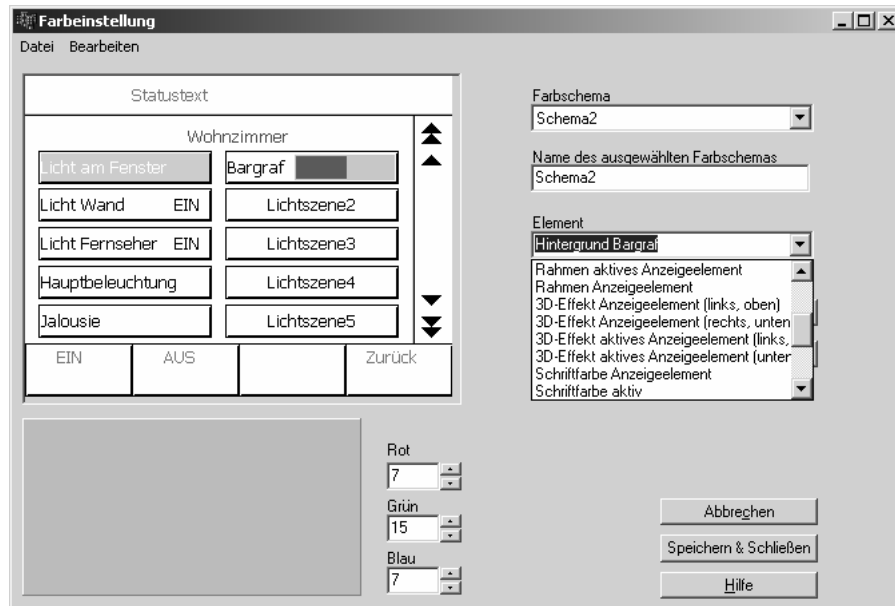 Farbeinstellung
Datei Bearbeiten
Statustext
Wohnzimmer
Licht am Fenster
Bargraf
Licht Wand EIN
Lichtszene2
Licht Fernseher EIN
Lichtszene3
Hauptbeleuchtung
Lichtszene4
Jalousie
Lichtszene5
EIN AUS Zurück
Farbschema
Schema2
Name des ausgewählten Farbschemas
Schema2
Element
Hintergrund Bargraf
Rahmen aktives Anzeigeelement
Rahmen Anzeigeelement
3D-Effekt Anzeigeelement (links, oben)
3D-Effekt Anzeigeelement (rechts, unten
3D-Effekt aktives Anzeigeelement (links,
3D-Effekt aktives Anzeigeelement (unter
Schriftfarbe Anzeigeelement
Schriftfarbe aktiv
Rot
7
Grün
15
Blau
7
Abbrechen
Speichern & Schließen
Hilfe